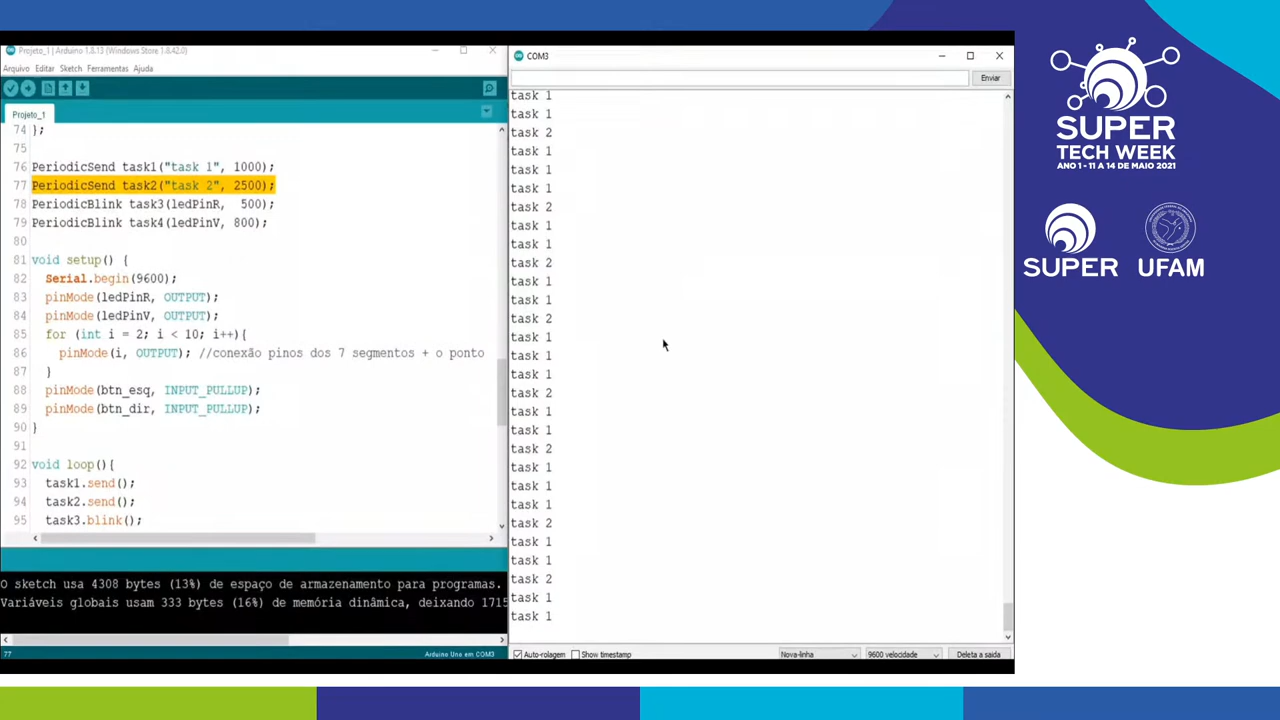 Projeto_1 | Arduino 1.8.13 (Windows Store 1.8.42.0)
Arquivo Editar Sketch Ferramentas Ajuda
Projeto_1
74 };
75
76 PeriodicSend task1("task 1", 1000);
77 PeriodicSend task2("task 2", 2500);
78 PeriodicBlink task3(ledPinR, 500);
79 PeriodicBlink task4(ledPinV, 800);
80
81 void setup() {
82 Serial.begin(9600);
83 pinMode(ledPinR, OUTPUT);
84 pinMode(ledPinV, OUTPUT);
85 for (int i = 2; i < 10; i++){
86 pinMode(i, OUTPUT); //conexão pinos dos 7 segmentos + o ponto
87 }
88 pinMode(btn_esq, INPUT_PULLUP);
89 pinMode(btn_dir, INPUT_PULLUP);
90 }
91
92 void loop(){
93 task1.send();
94 task2.send();
95 task3.blink();
O sketch usa 4308 bytes (13%) de espaço de armazenamento para programas.
Variáveis globais usam 333 bytes (16%) de memória dinâmica, deixando 1715
77
Arduino Uno em COM3
COM3
Enviar
task 1
task 1
task 2
task 1
task 1
task 1
task 2
task 1
task 1
task 2
task 1
task 1
task 2
task 1
task 1
task 1
task 2
task 1
task 1
task 2
task 1
task 1
task 1
task 2
task 1
task 1
task 2
task 1
task 1
Auto-rolagem Show timestamp Nova-linha 9600 velocidade Deleta a saida
SUPER
TECH WEEK
ANO 1 - 11 A 14 DE MAIO 2021
SUPER UFAM